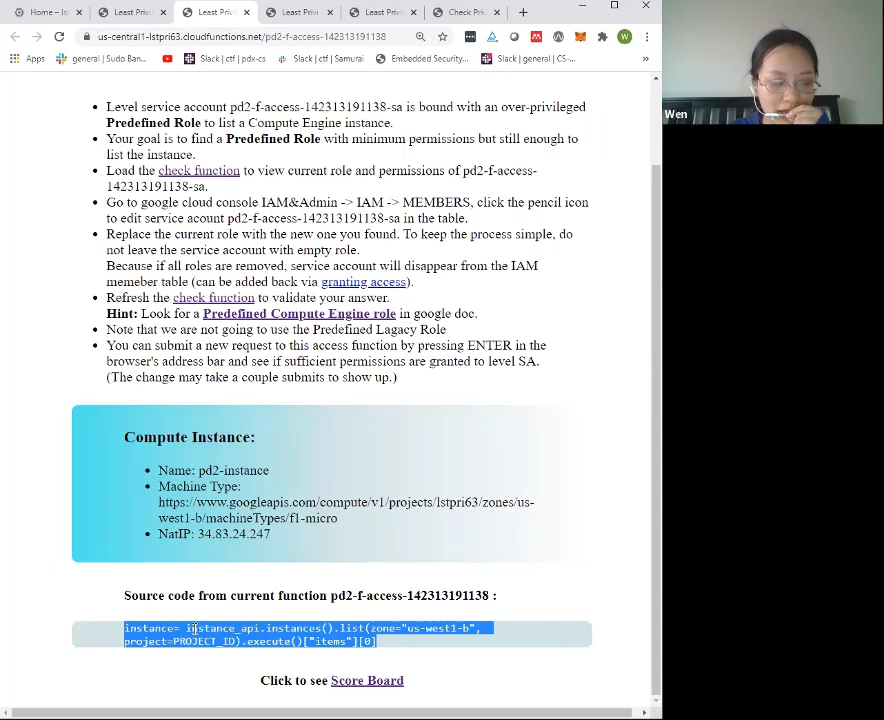 Home – ls
Least Privi
Least Privi
Least Privi
Least Privi
Check Priv
us-central1-lstpri63.cloudfunctions.net/pd2-f-access-142313191138
W
Apps
general | Sudo Ban...
Slack | ctf | pdx-cs
Slack | ctf | Samurai
Embedded Security...
Slack | general | CS-...
»
Wen
Level service account pd2-f-access-142313191138-sa is bound with an over-privileged
Predefined Role to list a Compute Engine instance.
Your goal is to find a Predefined Role with minimum permissions but still enough to
list the instance.
Load the check function to view current role and permissions of pd2-f-access-
142313191138-sa.
Go to google cloud console IAM&Admin -> IAM -> MEMBERS, click the pencil icon
to edit service acount pd2-f-access-142313191138-sa in the table.
Replace the current role with the new one you found. To keep the process simple, do
not leave the service account with empty role.
Because if all roles are removed, service account will disappear from the IAM
memeber table (can be added back via granting access).
Refresh the check function to validate your answer.
Hint: Look for a Predefined Compute Engine role in google doc.
Note that we are not going to use the Predefined Lagacy Role
You can submit a new request to this access function by pressing ENTER in the
browser's address bar and see if sufficient permissions are granted to level SA.
(The change may take a couple submits to show up.)
Compute Instance:
Name: pd2-instance
Machine Type:
https://www.googleapis.com/compute/v1/projects/lstpri63/zones/us-
west1-b/machineTypes/f1-micro
NatIP: 34.83.24.247
Source code from current function pd2-f-access-142313191138 :
instance= instance_api.instances().list(zone="us-west1-b",
project=PROJECT_ID).execute()["items"][0]
Click to see Score Board